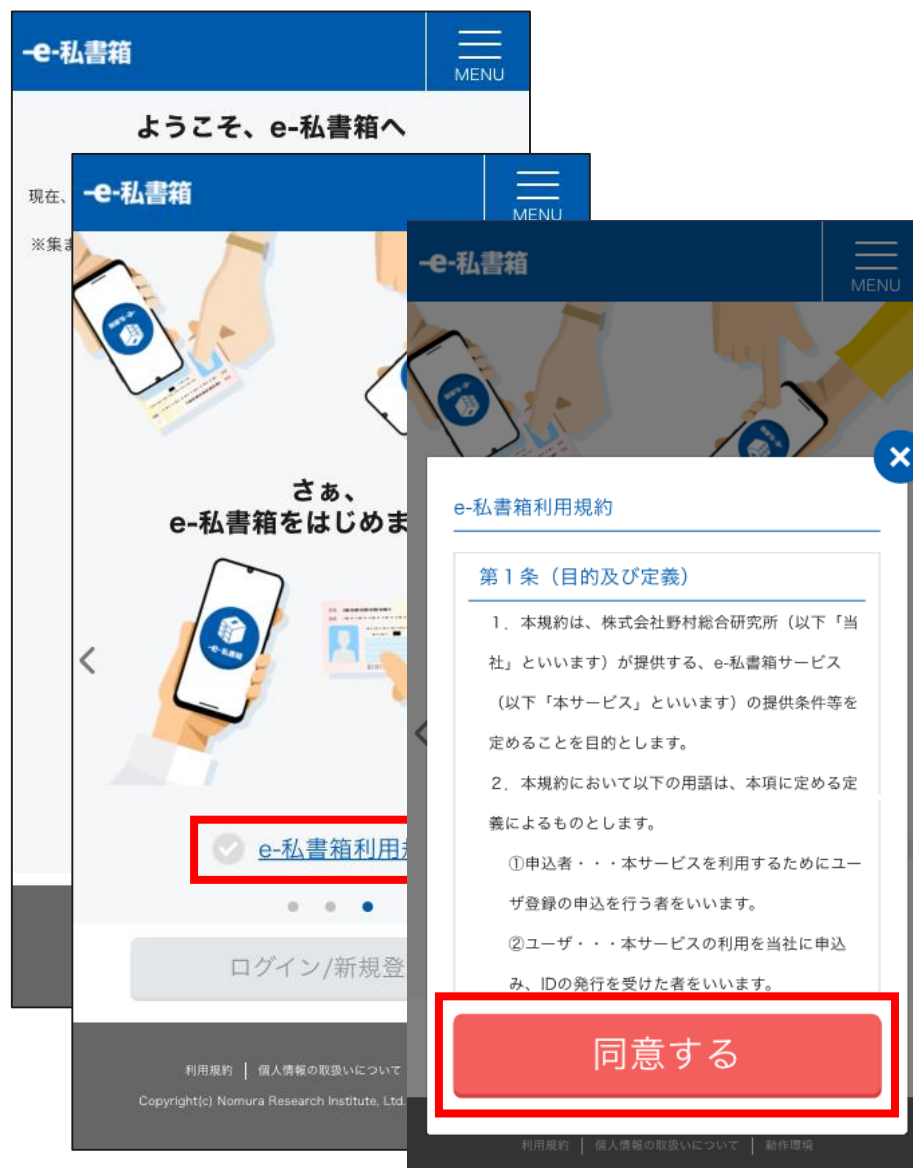 -e-私書箱
MENU
ようこそ、e-私書箱へ
現在、
※集ま
-e-私書箱
MENU
さぁ、
e-私書箱をはじめま
e-私書箱利用規
ログイン/新規登
利用規約 | 個人情報の取扱いについて
Copyright(c) Nomura Research Institute, Ltd.
-e-私書箱
MENU
e-私書箱利用規約
第1条（目的及び定義）
1．本規約は、株式会社野村総合研究所（以下「当
社」といいます）が提供する、e-私書箱サービス
（以下「本サービス」といいます）の提供条件等を
定めることを目的とします。
2．本規約において以下の用語は、本項に定める定
義によるものとします。
①申込者・・・本サービスを利用するためにユー
ザ登録の申込を行う者をいいます。
②ユーザ・・・本サービスの利用を当社に申込
み、IDの発行を受けた者をいいます。
同意する
利用規約 | 個人情報の取扱いについて | 動作環境